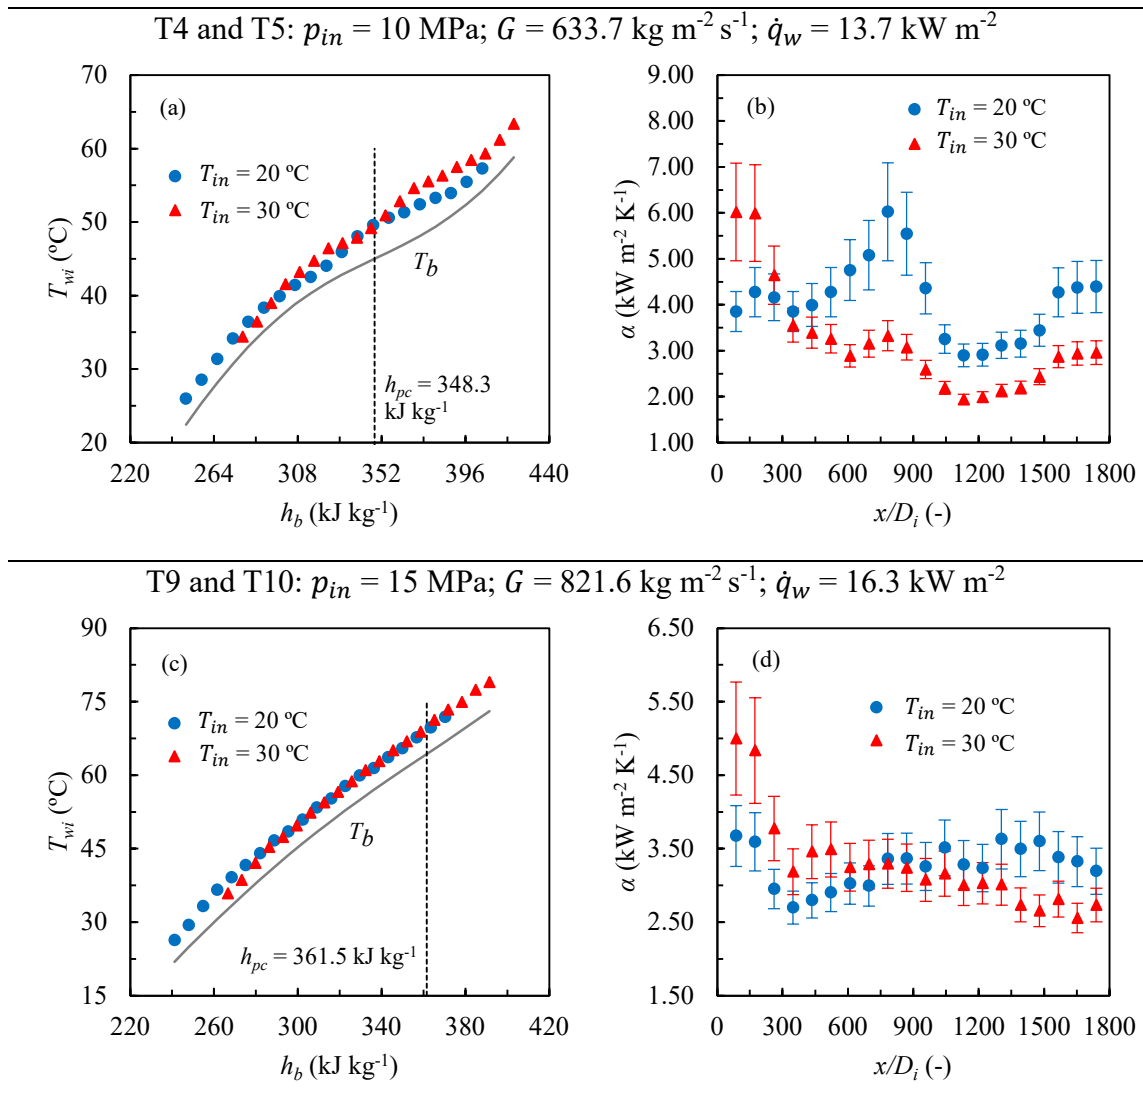 T4 and T5: p_in = 10 MPa; G = 633.7 kg m-2 s-1; q̇_w = 13.7 kW m-2
(a)
T_in = 20 ºC
T_in = 30 ºC
T_b
h_pc = 348.3
kJ kg-1
T_wi (ºC)
70
60
50
40
30
20
220 264 308 352 396 440
h_b (kJ kg-1)
(b)
T_in = 20 ºC
T_in = 30 ºC
α (kW m-2 K-1)
9.00
8.00
7.00
6.00
5.00
4.00
3.00
2.00
1.00
0 300 600 900 1200 1500 1800
x/D_i (-)
T9 and T10: p_in = 15 MPa; G = 821.6 kg m-2 s-1; q̇_w = 16.3 kW m-2
(c)
T_in = 20 ºC
T_in = 30 ºC
T_b
h_pc = 361.5 kJ kg-1
T_wi (ºC)
90
75
60
45
30
15
220 260 300 340 380 420
h_b (kJ kg-1)
(d)
T_in = 20 ºC
T_in = 30 ºC
α (kW m-2 K-1)
6.50
5.50
4.50
3.50
2.50
1.50
0 300 600 900 1200 1500 1800
x/D_i (-)